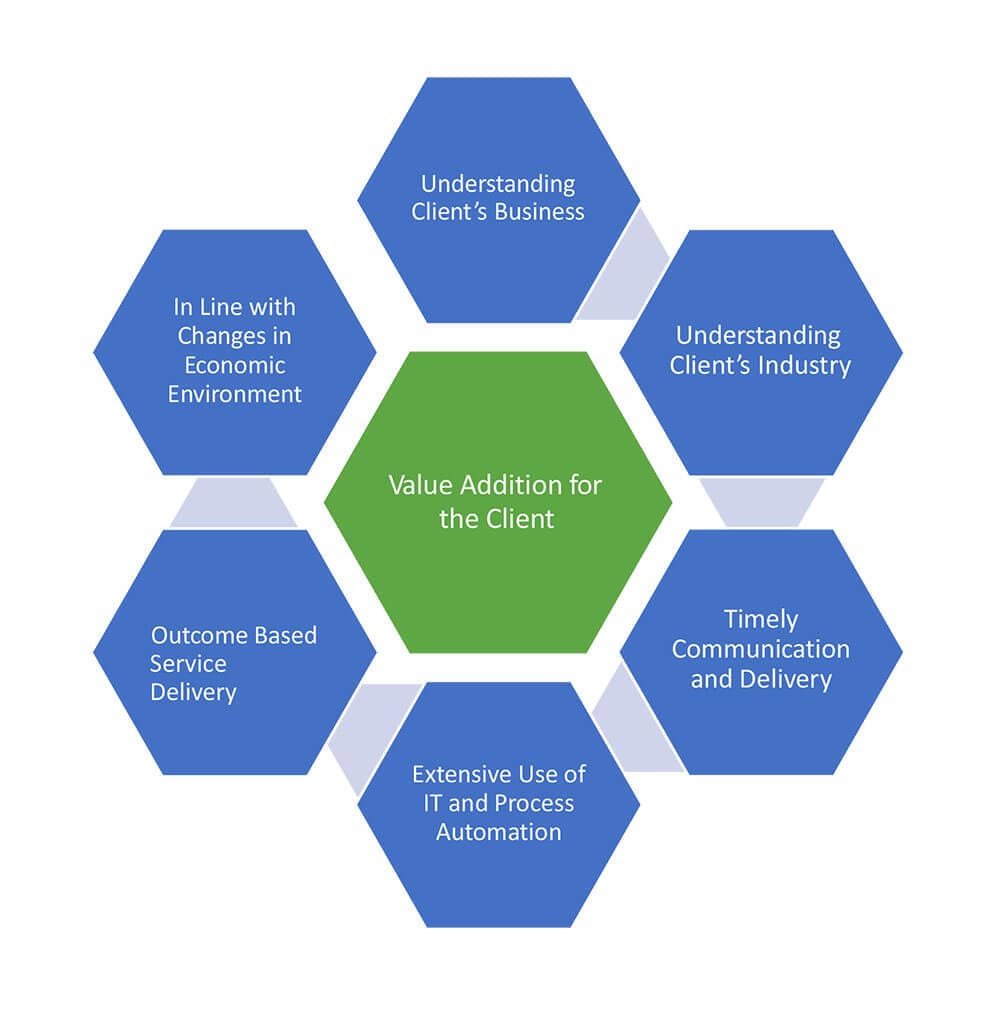 Understanding
Client’s Business
Understanding
Client’s Industry
Timely
Communication
and Delivery
Extensive Use of
IT and Process
Automation
Outcome Based
Service
Delivery
In Line with
Changes in
Economic
Environment
Value Addition for
the Client